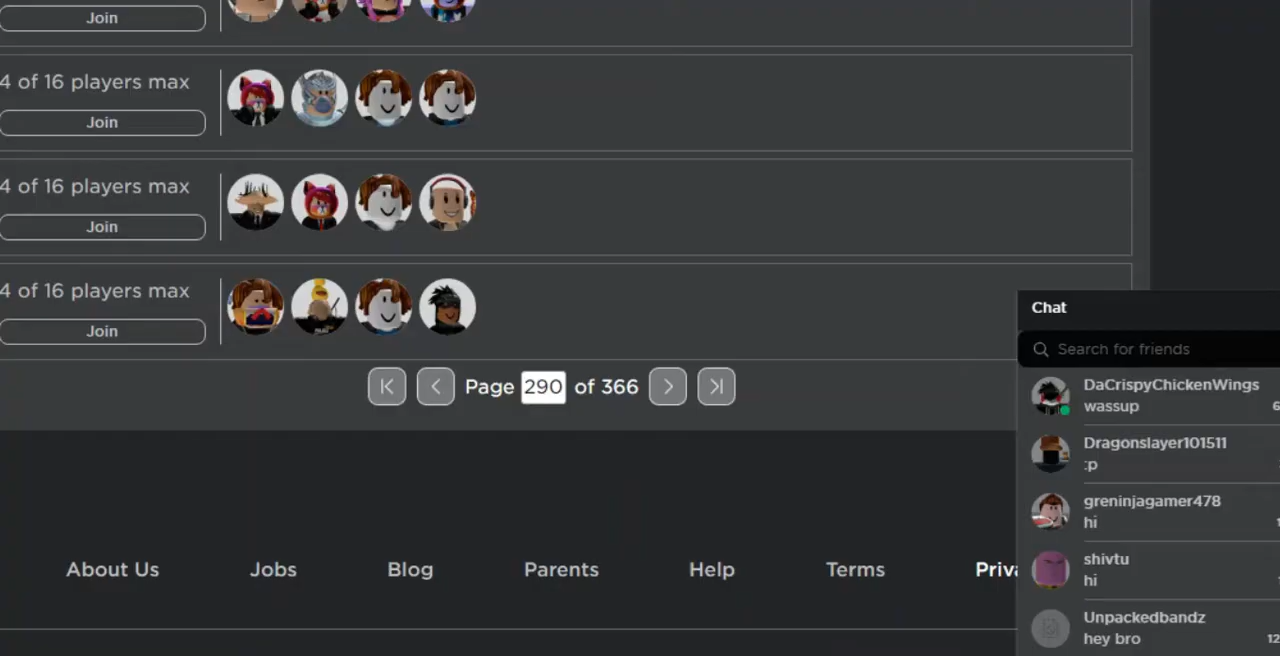 Join
4 of 16 players max
Join
4 of 16 players max
Join
4 of 16 players max
Join
Page 290 of 366
Chat
Search for friends
DaCrispyChickenWings
wassup
Dragonslayer101511
:p
greninjagamer478
hi
shivtu
hi
Unpackedbandz
hey bro
12
About Us
Jobs
Blog
Parents
Help
Terms